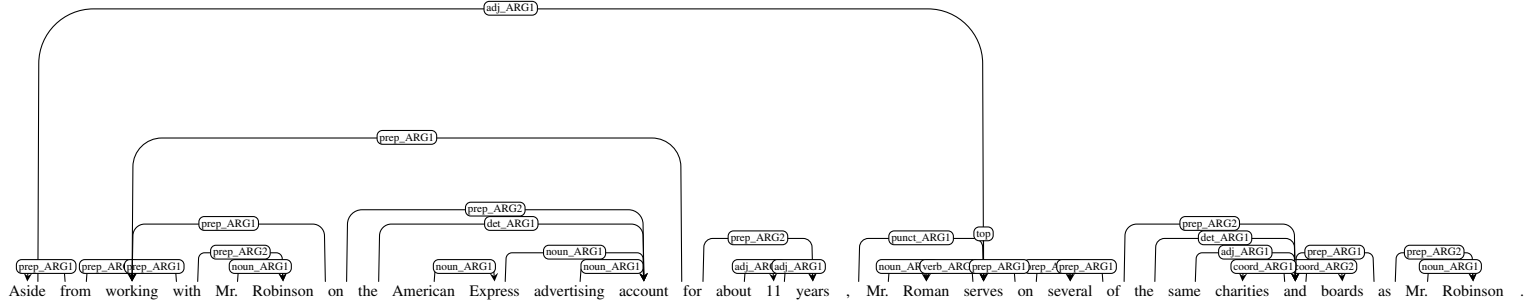 adj_ARG1
prep_ARG1
prep_ARG2
prep_ARG1 det_ARG1 prep_ARG2
top
prep_ARG2 punct_ARG1 det_ARG1
prep_ARG2 noun_ARG1 adj_ARG1 prep_ARG1 prep_ARG2
prep_ARG1 prep_ARG1 noun_ARG1 noun_ARG1 noun_ARG1 adj_ARG1 prep_ARG1 prep_ARG1 coord_ARG1 coord_ARG2 noun_ARG1
Aside from working with Mr. Robinson on the American Express advertising account for about 11 years , Mr. Roman serves on several of the same charities and boards as Mr. Robinson .